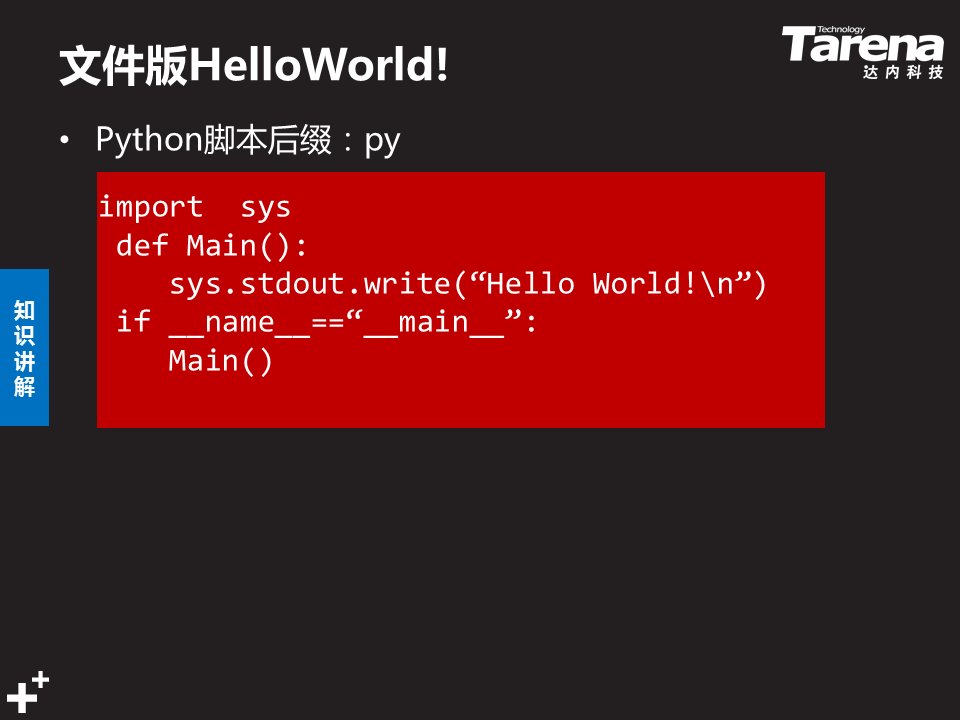 文件版HelloWorld!
Technology
Tarena
达内科技
• Python脚本后缀：py
import  sys
 def Main():
    sys.stdout.write(“Hello World!\n”)
 if __name__==“__main__”:
    Main()
知
识
讲
解